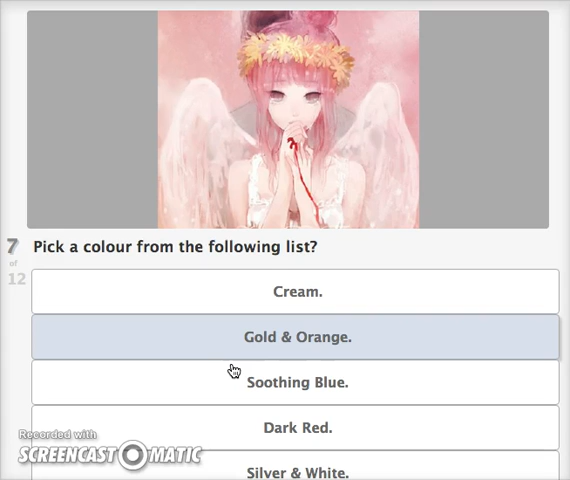 7
of
12
Pick a colour from the following list?
Cream.
Gold & Orange.
Soothing Blue.
Dark Red.
Silver & White.
Recorded with
SCREENCAST-O-MATIC